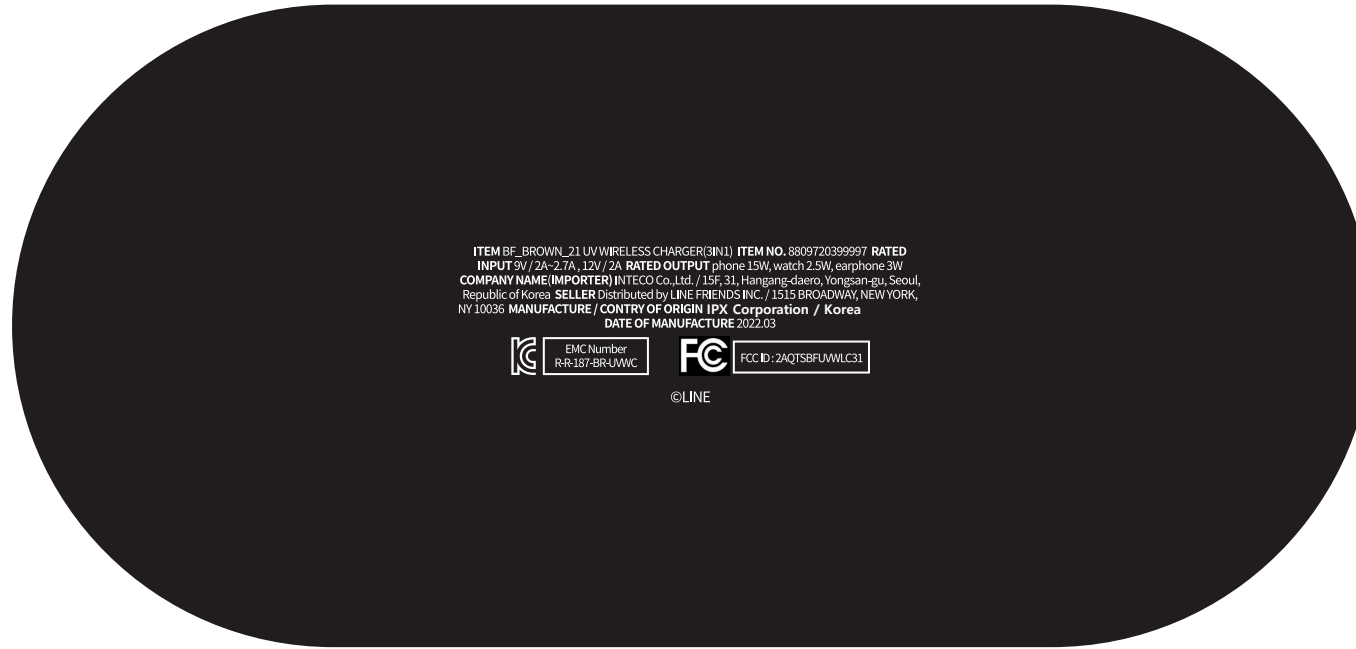 ITEM BF_BROWN_21 UV WIRELESS CHARGER(3IN1) ITEM NO. 8809720399997 RATED
INPUT 9V / 2A~2.7A , 12V / 2A RATED OUTPUT phone 15W, watch 2.5W, earphone 3W
COMPANY NAME(IMPORTER) INTECO Co.,Ltd. / 15F, 31, Hangang-daero, Yongsan-gu, Seoul,
Republic of Korea SELLER Distributed by LINE FRIENDS INC. / 1515 BROADWAY, NEW YORK,
NY 10036 MANUFACTURE / CONTRY OF ORIGIN IPX Corporation / Korea
DATE OF MANUFACTURE 2022.03
EMC Number
R-R-187-BR-UVWC
FC
FCC ID : 2AQTSBFUVWLC31
©LINE